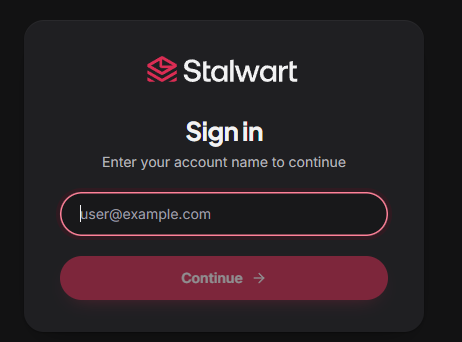 Stalwart
Sign in
Enter your account name to continue
user@example.com
Continue →